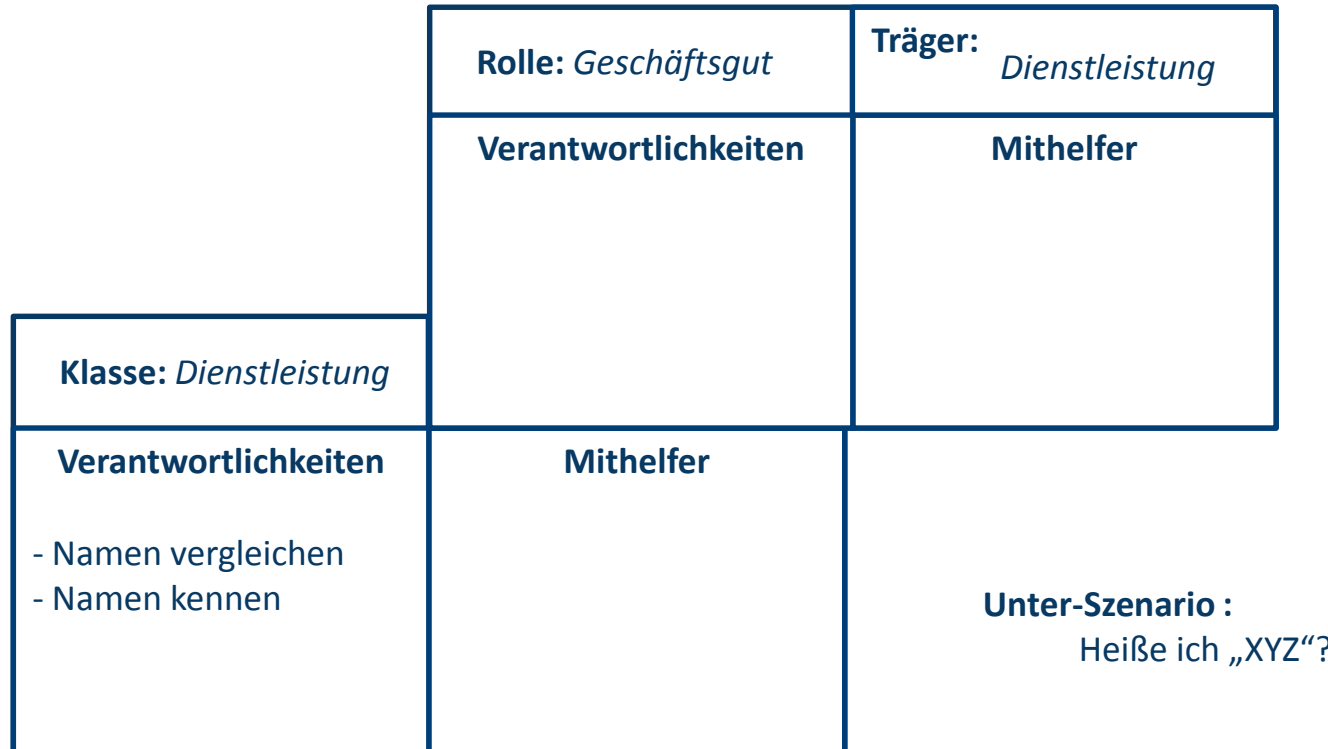 Rolle: Geschäftsgut
Träger: Dienstleistung
Verantwortlichkeiten
Mithelfer
Klasse: Dienstleistung
Verantwortlichkeiten
Mithelfer
- Namen vergleichen
- Namen kennen
Unter-Szenario :
Heiße ich „XYZ“?